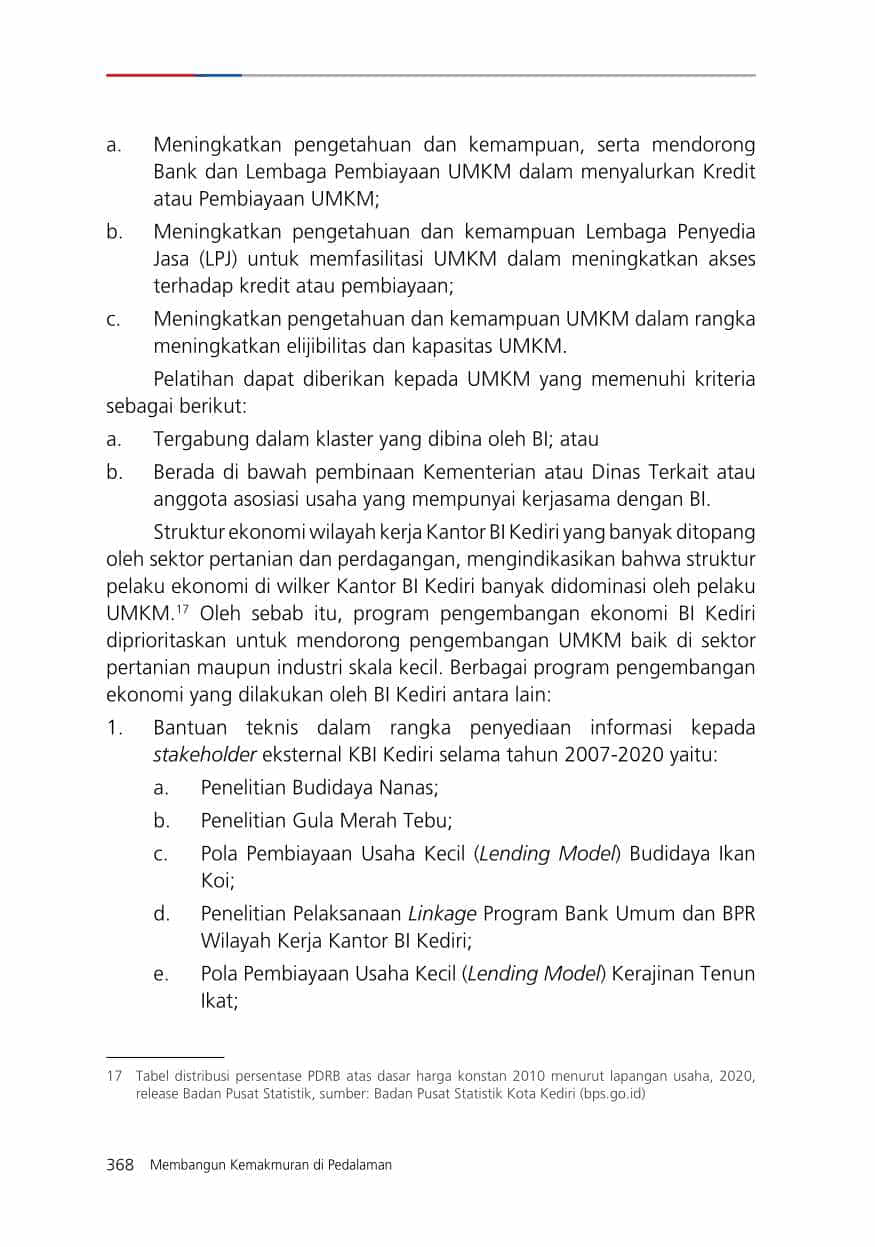 a. Meningkatkan pengetahuan dan kemampuan, serta mendorong
Bank dan Lembaga Pembiayaan UMKM dalam menyalurkan Kredit
atau Pembiayaan UMKM;
b. Meningkatkan pengetahuan dan kemampuan Lembaga Penyedia
Jasa (LPJ) untuk memfasilitasi UMKM dalam meningkatkan akses
terhadap kredit atau pembiayaan;
c. Meningkatkan pengetahuan dan kemampuan UMKM dalam rangka
meningkatkan elijibilitas dan kapasitas UMKM.
Pelatihan dapat diberikan kepada UMKM yang memenuhi kriteria
sebagai berikut:
a. Tergabung dalam klaster yang dibina oleh BI; atau
b. Berada di bawah pembinaan Kementerian atau Dinas Terkait atau
anggota asosiasi usaha yang mempunyai kerjasama dengan BI.
Struktur ekonomi wilayah kerja Kantor BI Kediri yang banyak ditopang
oleh sektor pertanian dan perdagangan, mengindikasikan bahwa struktur
pelaku ekonomi di wilker Kantor BI Kediri banyak didominasi oleh pelaku
UMKM.17 Oleh sebab itu, program pengembangan ekonomi BI Kediri
diprioritaskan untuk mendorong pengembangan UMKM baik di sektor
pertanian maupun industri skala kecil. Berbagai program pengembangan
ekonomi yang dilakukan oleh BI Kediri antara lain:
1. Bantuan teknis dalam rangka penyediaan informasi kepada
stakeholder eksternal KBI Kediri selama tahun 2007-2020 yaitu:
a. Penelitian Budidaya Nanas;
b. Penelitian Gula Merah Tebu;
c. Pola Pembiayaan Usaha Kecil (Lending Model) Budidaya Ikan
Koi;
d. Penelitian Pelaksanaan Linkage Program Bank Umum dan BPR
Wilayah Kerja Kantor BI Kediri;
e. Pola Pembiayaan Usaha Kecil (Lending Model) Kerajinan Tenun
Ikat;
17 Tabel distribusi persentase PDRB atas dasar harga konstan 2010 menurut lapangan usaha, 2020,
release Badan Pusat Statistik, sumber: Badan Pusat Statistik Kota Kediri (bps.go.id)
368 Membangun Kemakmuran di Pedalaman